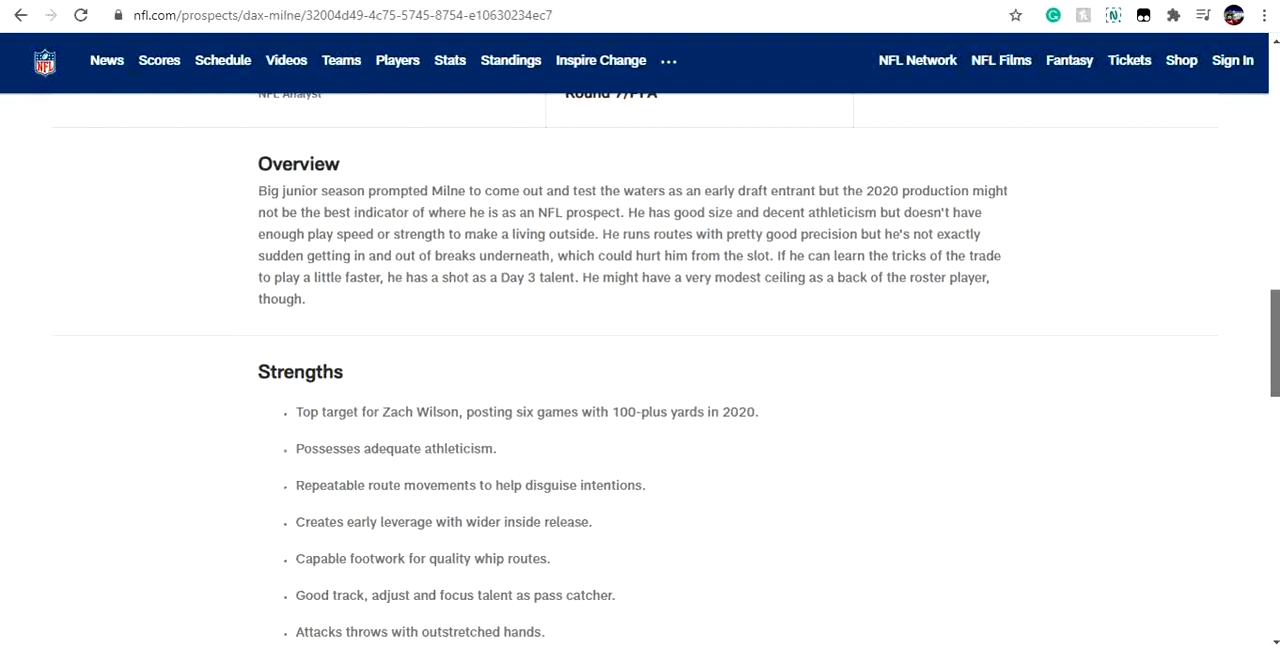 nfl.com/prospects/dax-milne/32004d49-4c75-5745-8754-e10630234ec7
NFL News Scores Schedule Videos Teams Players Stats Standings Inspire Change ... NFL Network NFL Films Fantasy Tickets Shop Sign In
NFL Analyst Round 7/PFA
Overview
Big junior season prompted Milne to come out and test the waters as an early draft entrant but the 2020 production might
not be the best indicator of where he is as an NFL prospect. He has good size and decent athleticism but doesn't have
enough play speed or strength to make a living outside. He runs routes with pretty good precision but he's not exactly
sudden getting in and out of breaks underneath, which could hurt him from the slot. If he can learn the tricks of the trade
to play a little faster, he has a shot as a Day 3 talent. He might have a very modest ceiling as a back of the roster player,
though.
Strengths
• Top target for Zach Wilson, posting six games with 100-plus yards in 2020.
• Possesses adequate athleticism.
• Repeatable route movements to help disguise intentions.
• Creates early leverage with wider inside release.
• Capable footwork for quality whip routes.
• Good track, adjust and focus talent as pass catcher.
• Attacks throws with outstretched hands.